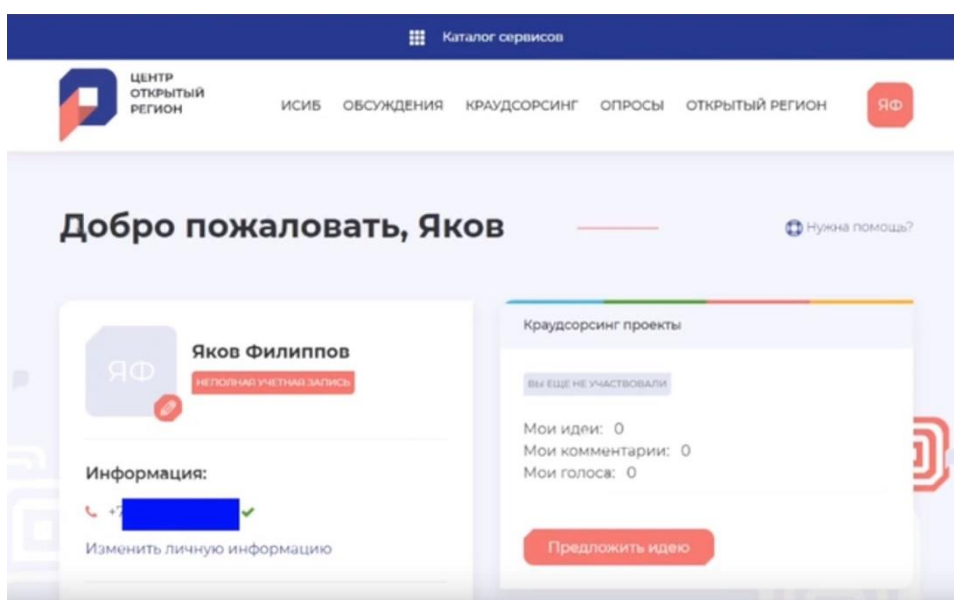 Каталог сервисов
ЦЕНТР
ОТКРЫТЫЙ
РЕГИОН
ИСИБ ОБСУЖДЕНИЯ КРАУДСОРСИНГ ОПРОСЫ ОТКРЫТЫЙ РЕГИОН ЯФ
Добро пожаловать, Яков
Нужна помощь?
ЯФ
Яков Филиппов
НЕПОЛНАЯ УЧЕТНАЯ ЗАПИСЬ
Информация:
+7
Изменить личную информацию
Краудсорсинг проекты
ВЫ ЕЩЕ НЕ УЧАСТВОВАЛИ
Мои идеи: 0
Мои комментарии: 0
Мои голоса: 0
Предложить идею